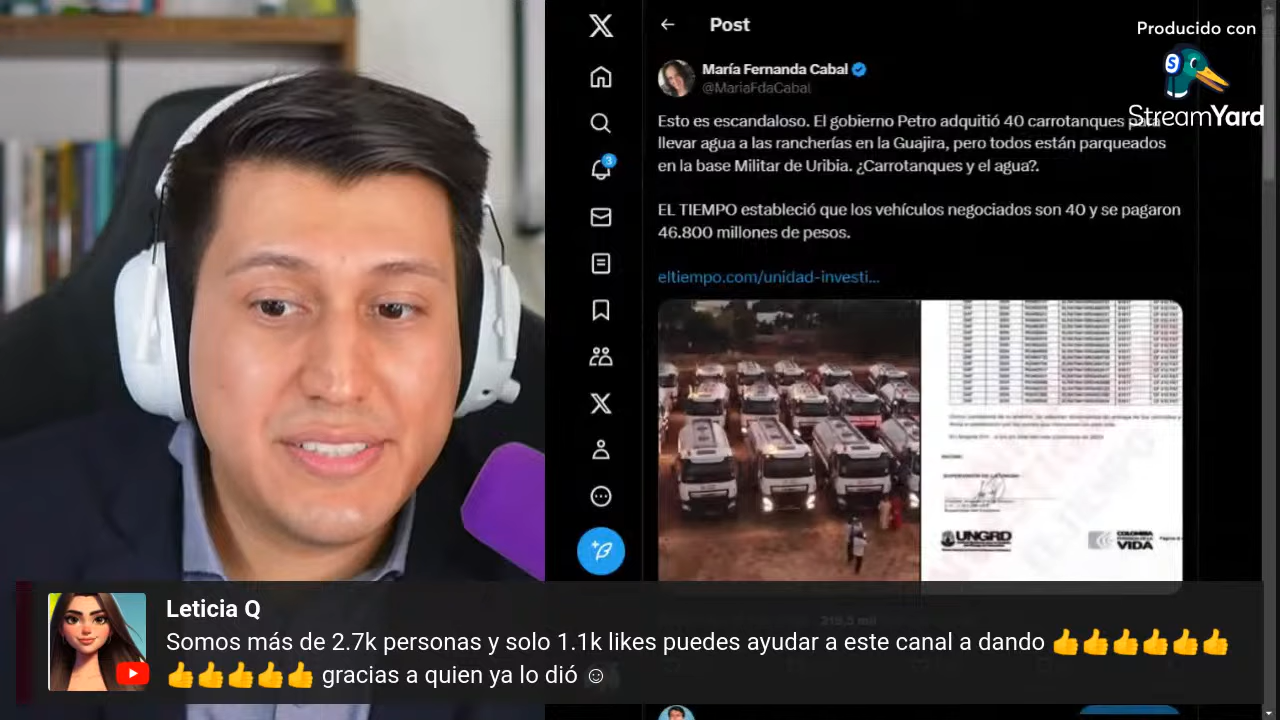 Producido con
StreamYard
Post
María Fernanda Cabal
@MariaFdaCabal
Esto es escandaloso. El gobierno Petro adquitió 40 carrotanques para
llevar agua a las rancherías en la Guajira, pero todos están parqueados
en la base Militar de Uribia. ¿Carrotanques y el agua?.
EL TIEMPO estableció que los vehículos negociados son 40 y se pagaron
46.800 millones de pesos.
eltiempo.com/unidad-investi...
3
UNGRD
COLOMBIA
VIDA
Leticia Q
Somos más de 2.7k personas y solo 1.1k likes puedes ayudar a este canal a dando 👍👍👍👍👍👍
👍👍👍👍👍 gracias a quien ya lo dió ☺